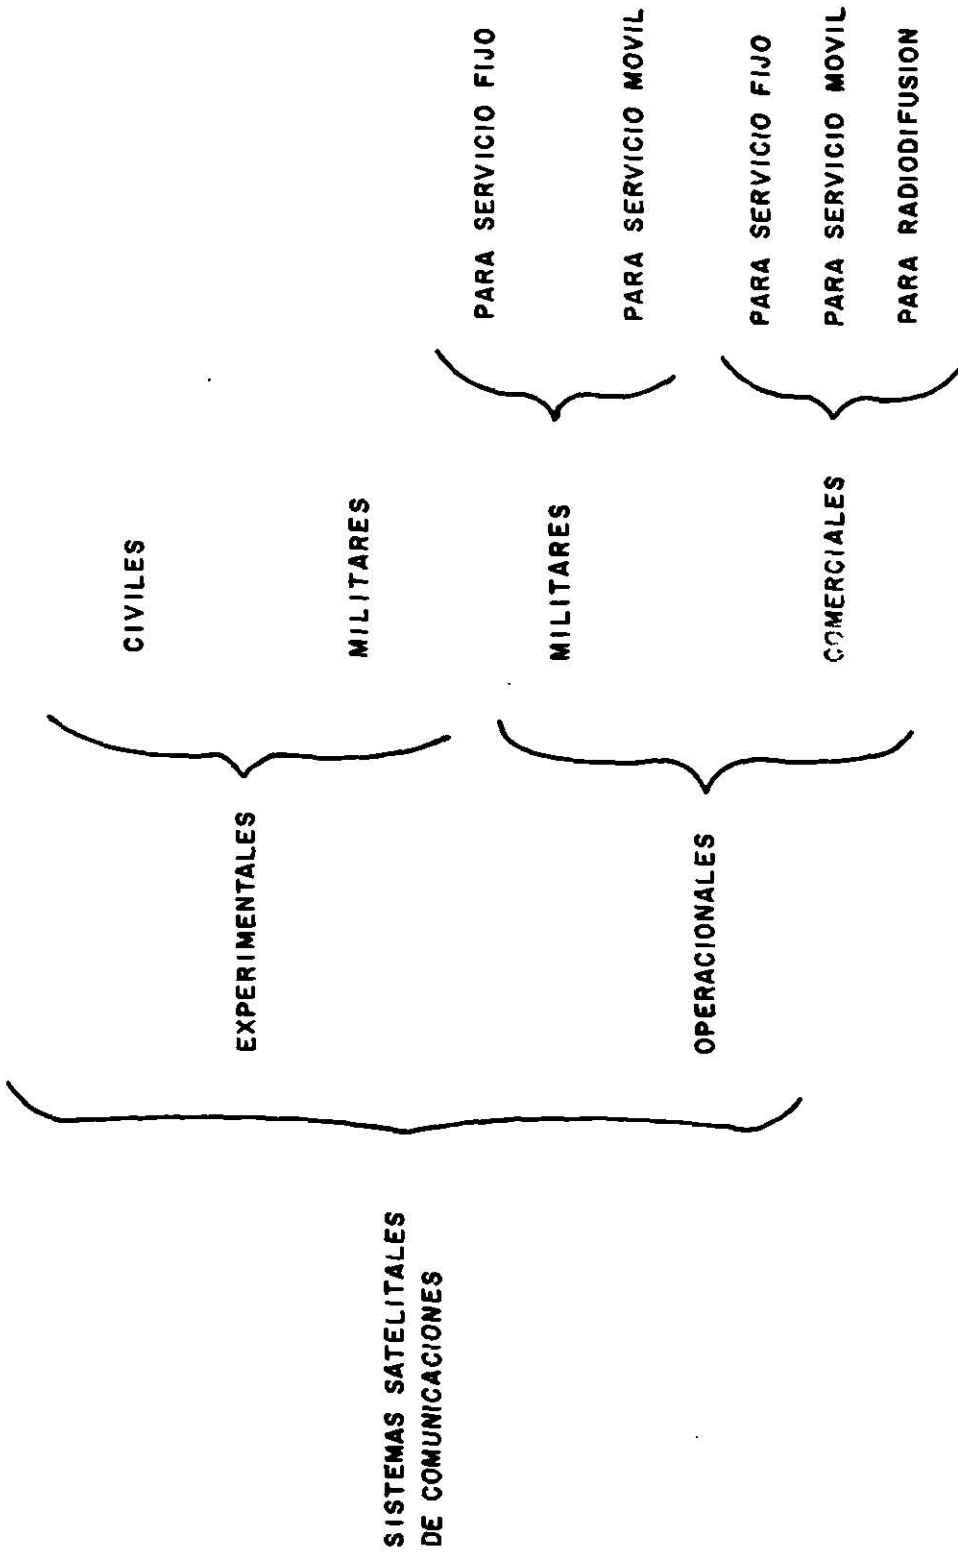 SISTEMAS SATELITALES
DE COMUNICACIONES
EXPERIMENTALES
CIVILES
MILITARES
OPERACIONALES
MILITARES
PARA SERVICIO FIJO
PARA SERVICIO MOVIL
COMERCIALES
PARA SERVICIO FIJO
PARA SERVICIO MOVIL
PARA RADIODIFUSION